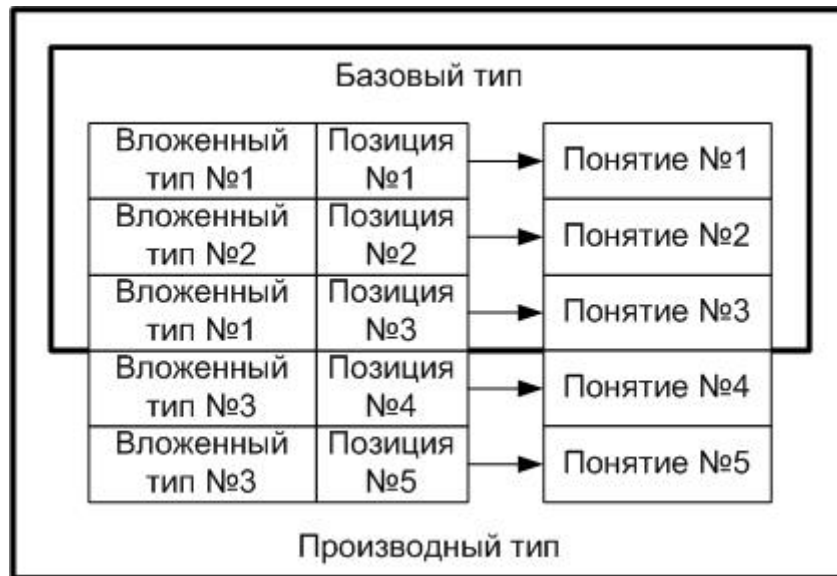 Базовый тип
Вложенный тип №1 Позиция №1 Понятие №1
Вложенный тип №2 Позиция №2 Понятие №2
Вложенный тип №1 Позиция №3 Понятие №3
Вложенный тип №3 Позиция №4 Понятие №4
Вложенный тип №3 Позиция №5 Понятие №5
Производный тип